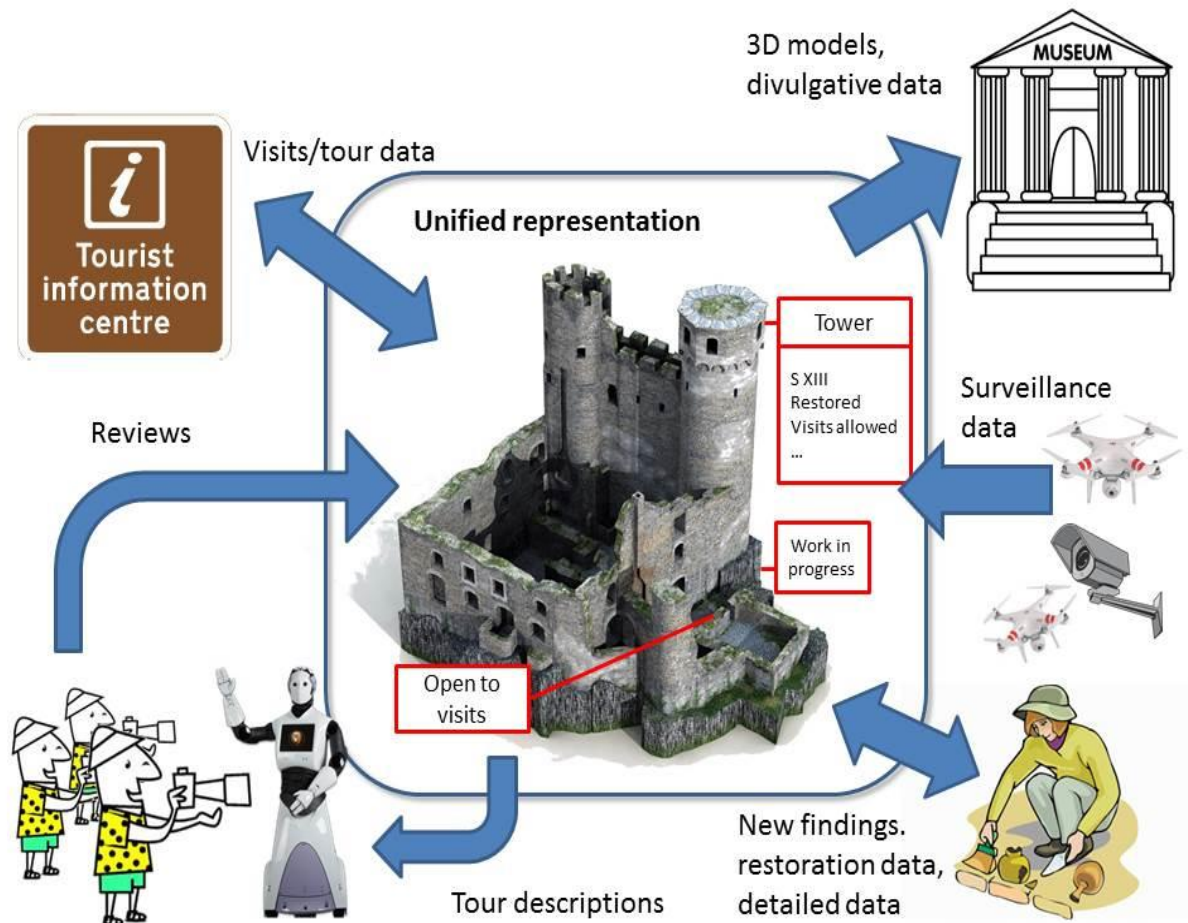 3D models,
divulgative data
MUSEUM
i
Tourist
information
centre
Visits/tour data
Unified representation
Tower
S XIII
Restored
Visits allowed
...
Surveillance
data
Reviews
Work in
progress
Open to
visits
New findings.
restoration data,
detailed data
Tour descriptions